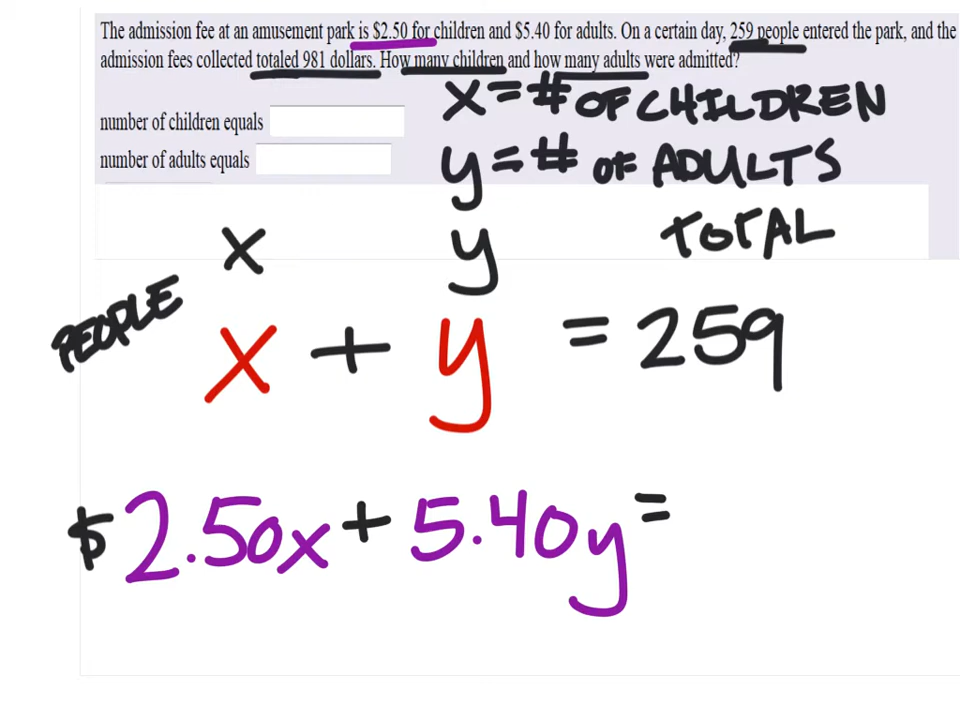 The admission fee at an amusement park is $2.50 for children and $5.40 for adults. On a certain day, 259 people entered the park, and the
admission fees collected totaled 981 dollars. How many children and how many adults were admitted?
x = # OF CHILDREN
number of children equals
y = # OF ADULTS
number of adults equals
x y TOTAL
PEOPLE
x + y = 259
$ 2.50x + 5.40y =